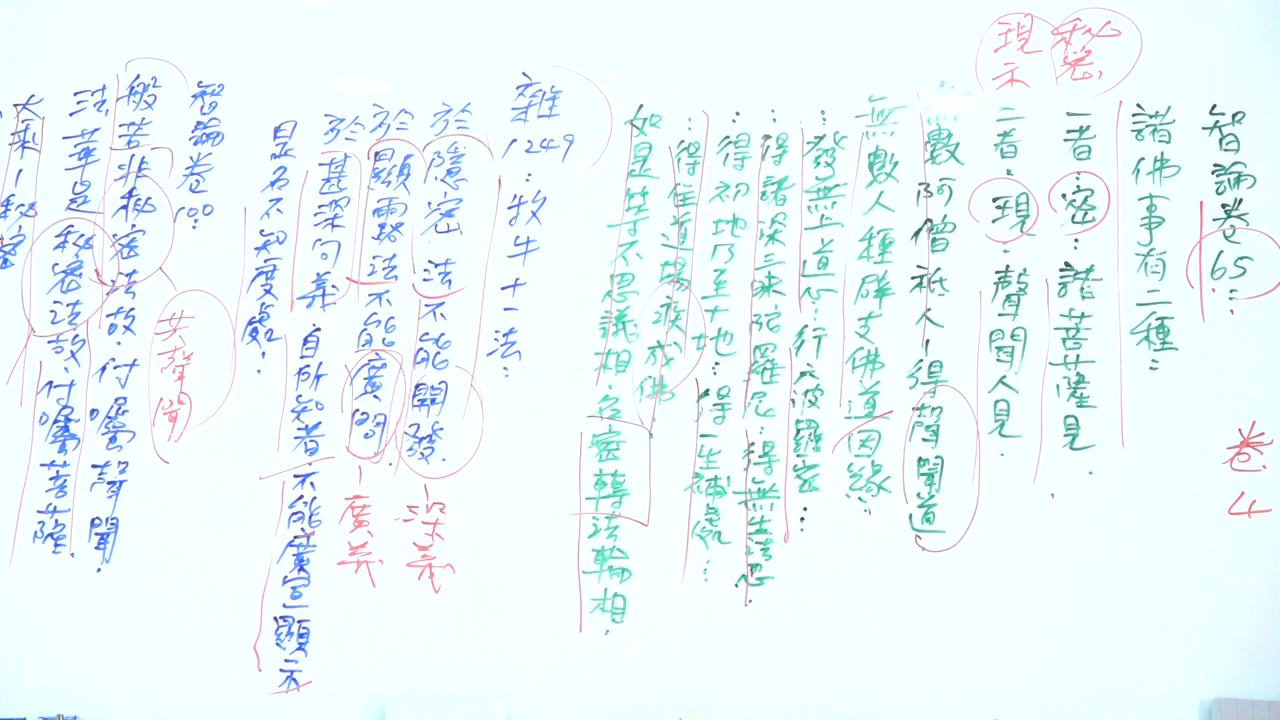 智論卷65：
卷4
諸佛事有二種：
秘密
一者密：諸菩薩見
現示
二者現：聲聞人見
無數阿僧祇人－得聲聞道
無數人種辟支佛道因緣…
：發無上道心：行六波羅蜜…
：得諸深三昧陀羅尼：得無生法忍
：得初地乃至十地：得一生補處…
：得住道場
疾成佛
如是等不思議相名密轉法輪相
雜1249：牧牛十一法：
於隱密法不能開發
－深義
於顯露法不能廣問
－廣義
於甚深句義自所知者不能廣宣顯示
是名不知度處
智論卷100：
般若非秘密法故付囑聲聞
共聲聞
法華是秘密法故付囑菩薩
大乘－秘密